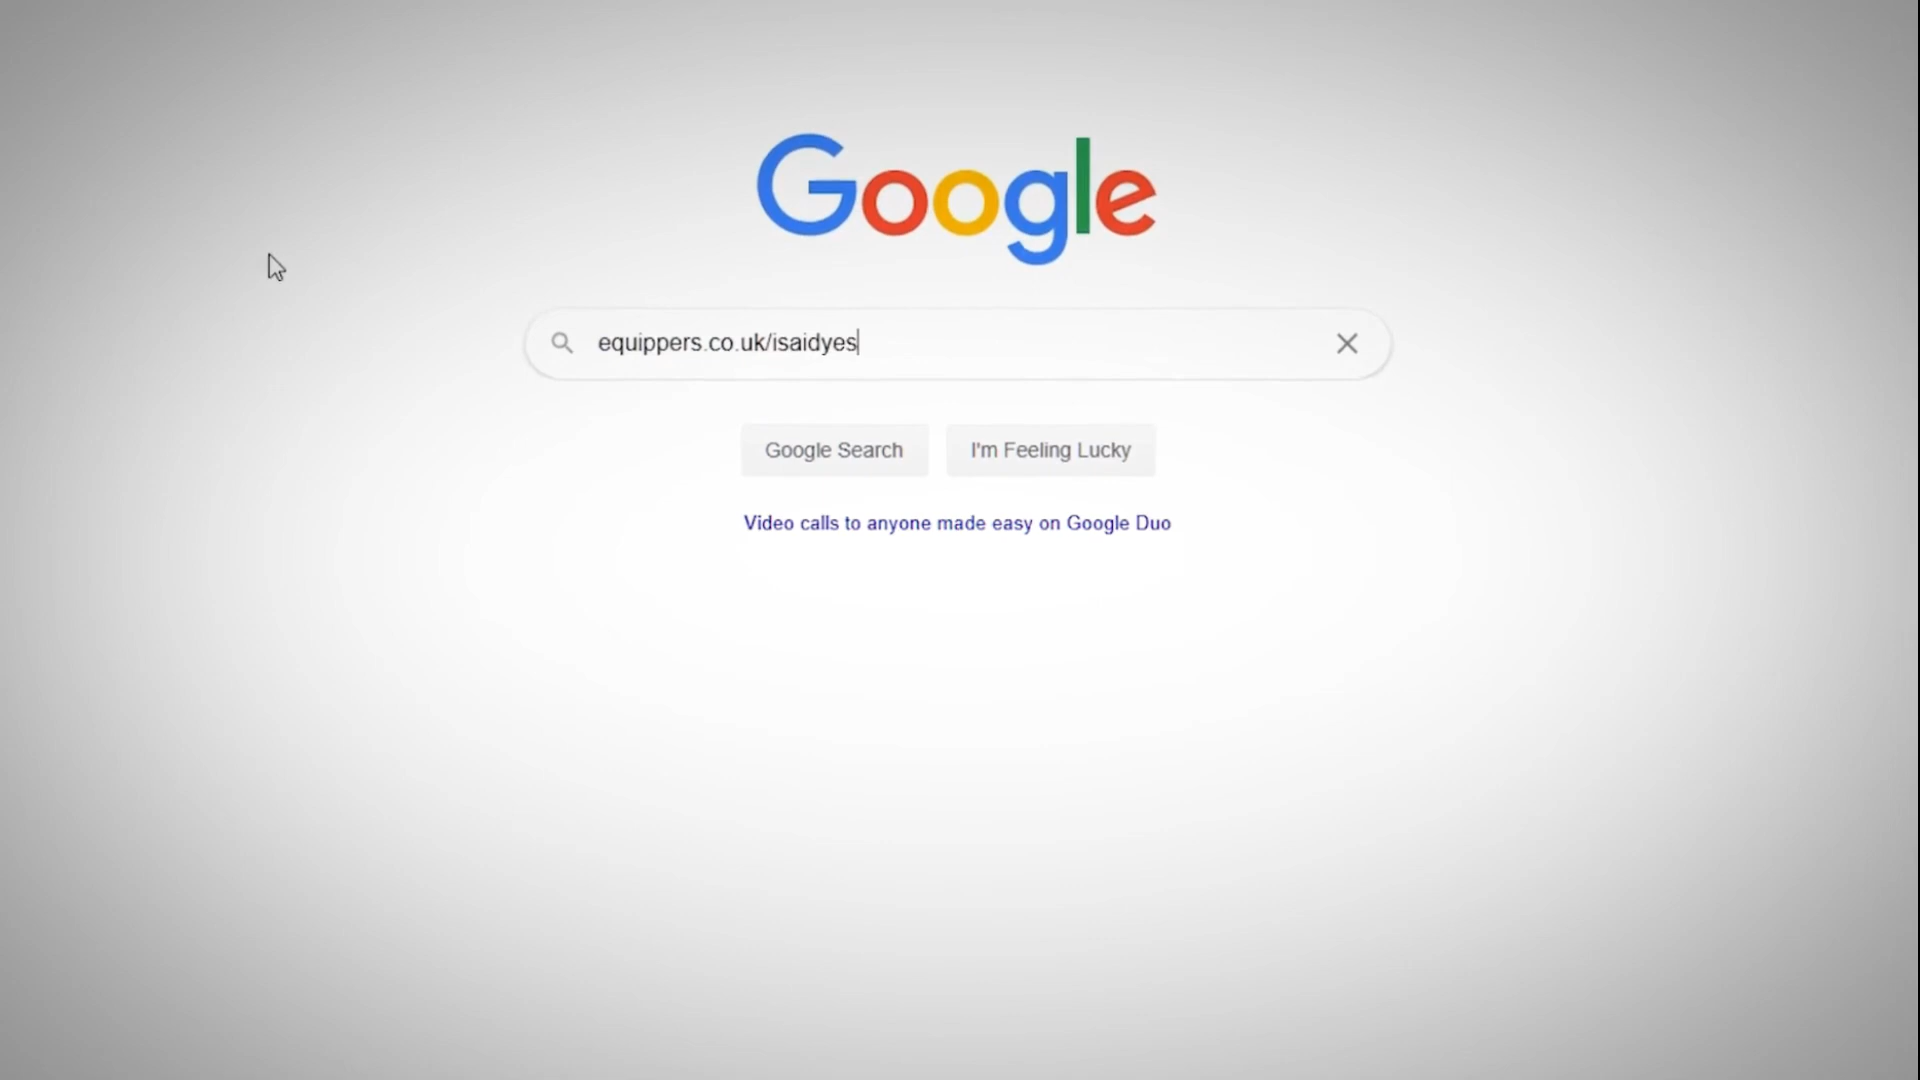 Google
equippers.co.uk/isaidyes
Google Search
I'm Feeling Lucky
Video calls to anyone made easy on Google Duo